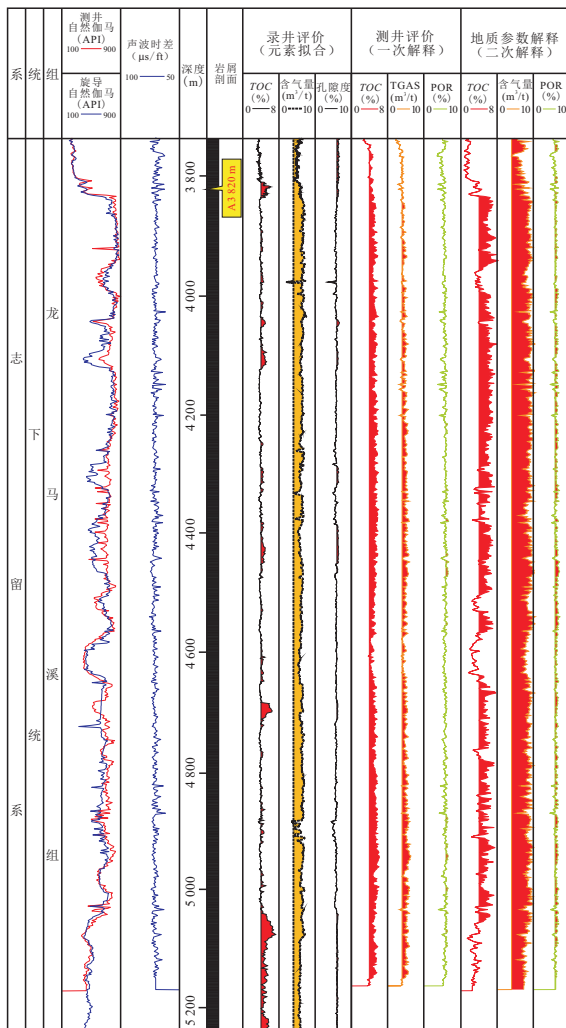 系
统
组
测井
自然伽马
(API)
100 900
旋导
自然伽马
(API)
100 900
声波时差
(μs/ft)
100 50
深度
(m)
岩屑
剖面
录井评价
(元素拟合)
TOC
(%)
0 8
含气量
(m³/t)
0 10
孔隙度
(%)
0 10
测井评价
(一次解释)
TOC
(%)
0 8
TGAS
(m³/t)
0 10
POR
(%)
0 10
地质参数解释
(二次解释)
TOC
(%)
0 8
含气量
(m³/t)
0 10
POR
(%)
0 10
志
留
系
下
统
龙
马
溪
组
3 800
A 3 820 m
4 000
4 200
4 400
4 600
4 800
5 000
5 200